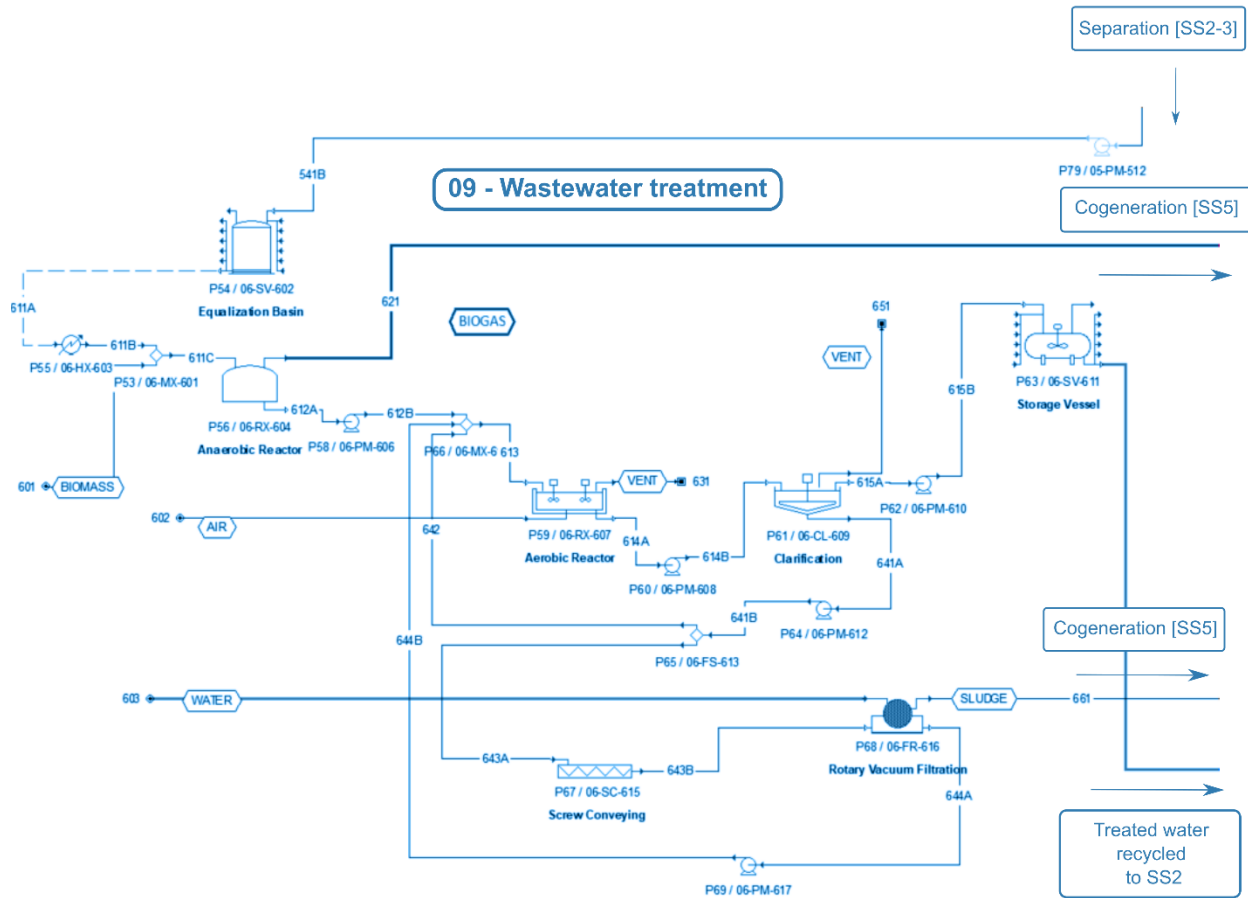 Separation [SS2-3]
P79 / 05-PM-512
541B
09 - Wastewater treatment
Cogeneration [SS5]
P54 / 06-SV-602
Equalization Basin
611A
621
BIOGAS
651
VENT
P63 / 06-SV-611
Storage Vessel
615B
611B
611C
P55 / 06-HX-603
P53 / 06-MX-601
612A
612B
P56 / 06-RX-604
Anaerobic Reactor
P58 / 06-PM-606
P66 / 06-MX-6
613
601
BIOMASS
VENT
631
615A
P62 / 06-PM-610
602
AIR
642
P59 / 06-RX-607
Aerobic Reactor
614A
614B
P60 / 06-PM-608
P61 / 06-CL-609
Clarification
641A
641B
P64 / 06-PM-612
644B
P65 / 06-FS-613
Cogeneration [SS5]
603
WATER
SLUDGE
661
P68 / 06-FR-616
Rotary Vacuum Filtration
643A
643B
P67 / 06-SC-615
Screw Conveying
644A
P69 / 06-PM-617
Treated water
recycled
to SS2